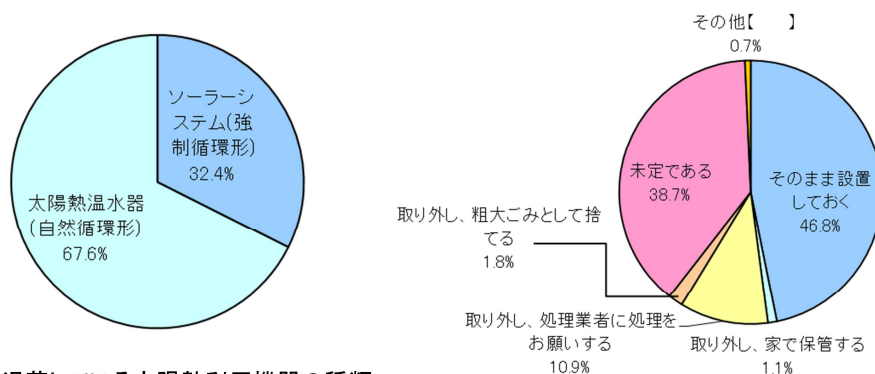 ソーラーシ
ステム(強
制循環形)
32.4%
太陽熱温水器
(自然循環形)
67.6%
その他【　　】
0.7%
そのまま設置
しておく
46.8%
未定である
38.7%
取り外し、粗大ごみとして捨
てる
1.8%
取り外し、処理業者に処理を
お願いする
10.9%
取り外し、家で保管する
1.1%